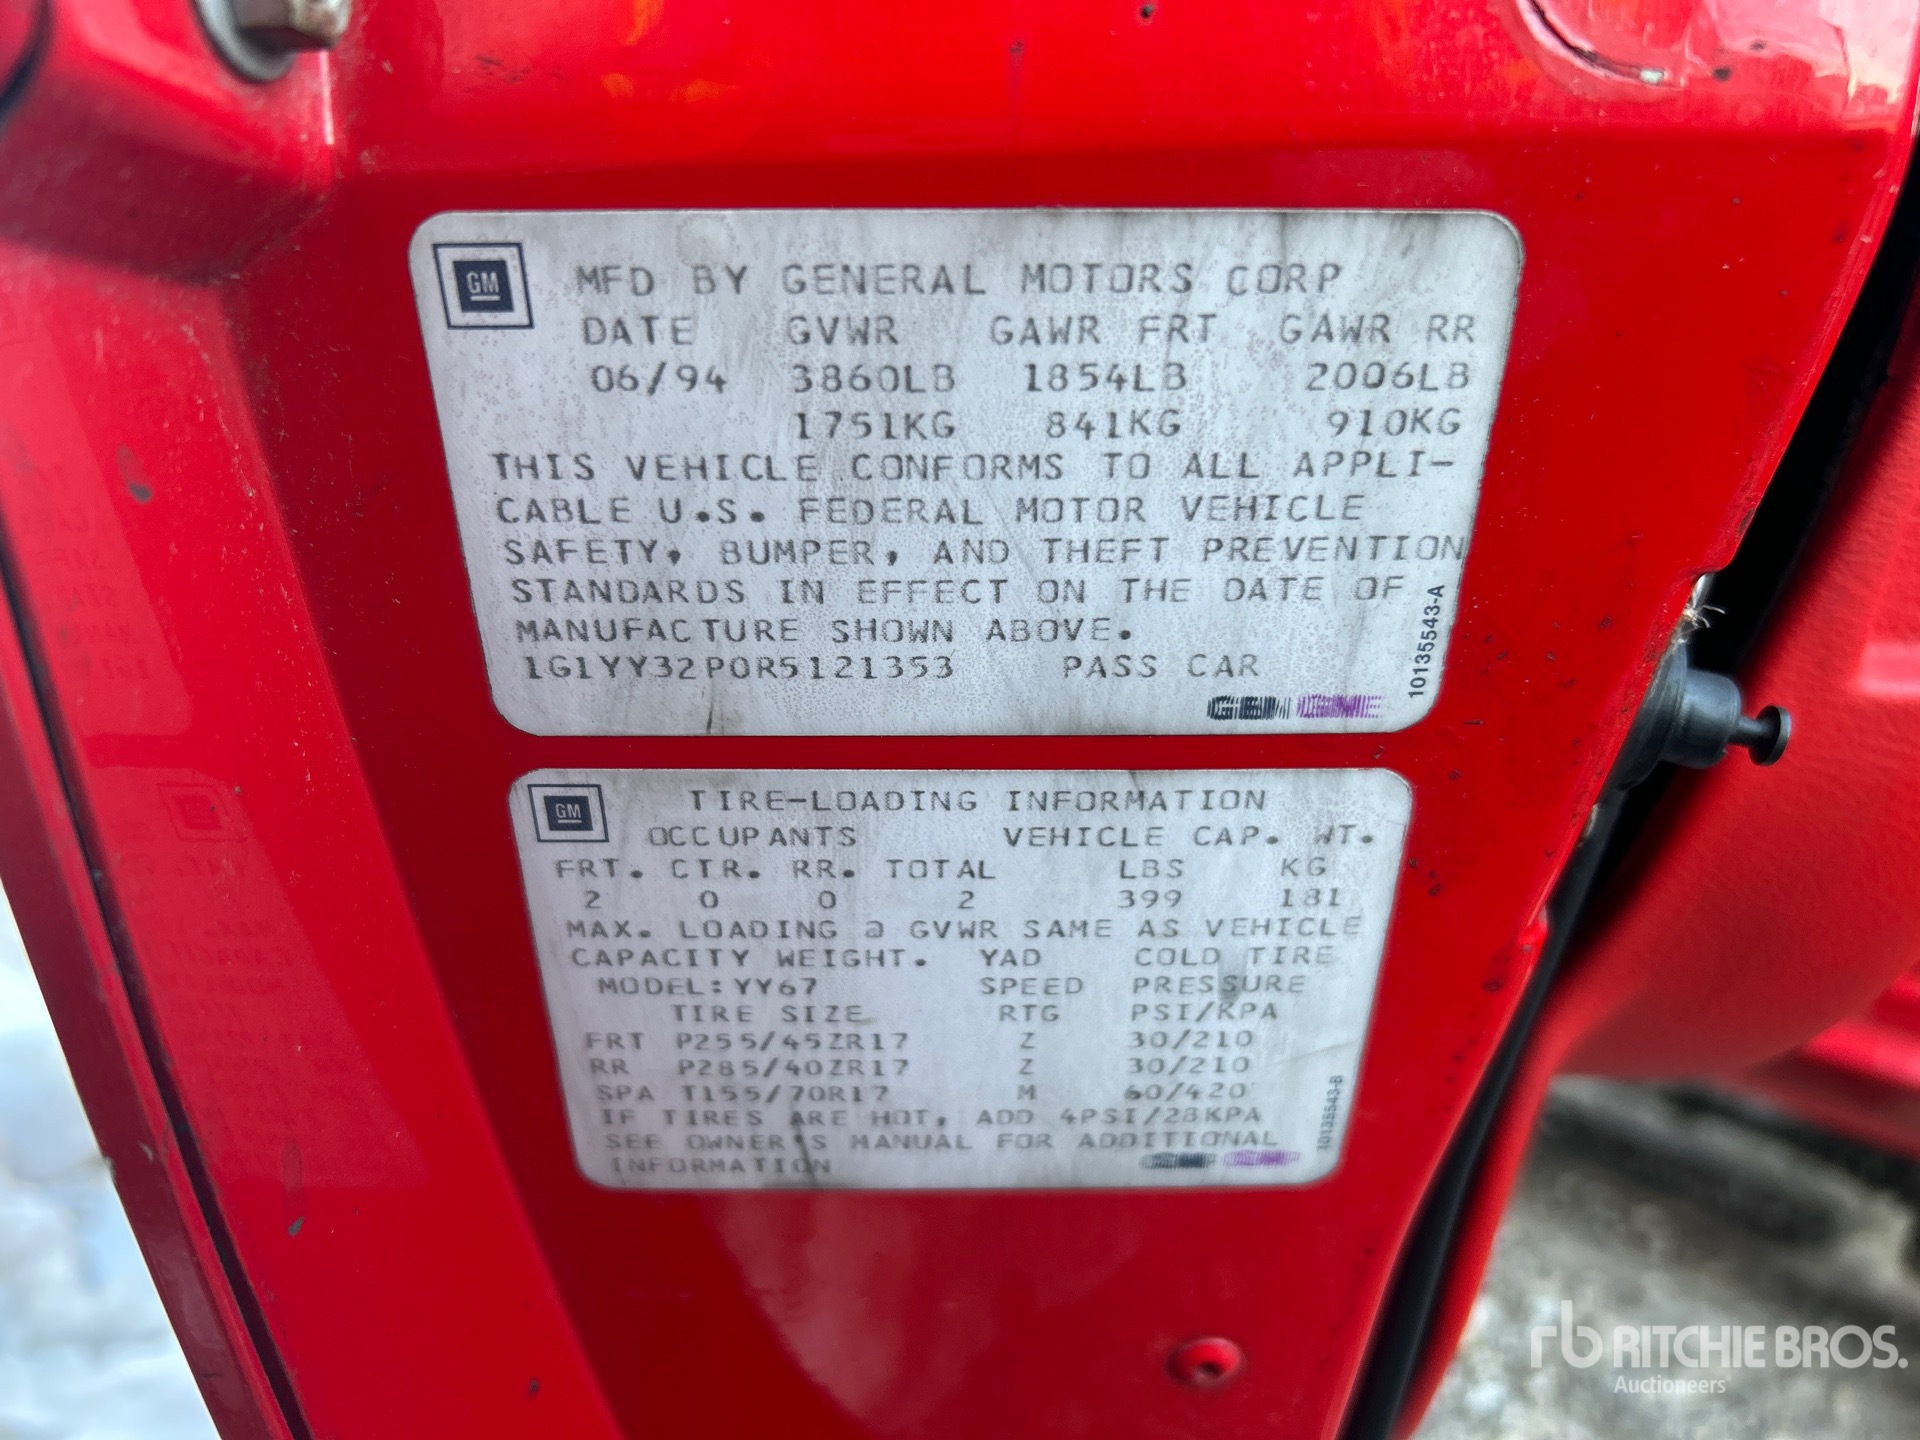 GM
MFD BY GENERAL MOTORS CORP
DATE GVWR GAWR FRT GAWR RR
06/94 3860LB 1854LB 2006LB
1751KG 841KG 910KG
THIS VEHICLE CONFORMS TO ALL APPLI-
CABLE U.S. FEDERAL MOTOR VEHICLE
SAFETY, BUMPER, AND THEFT PREVENTION
STANDARDS IN EFFECT ON THE DATE OF
MANUFACTURE SHOWN ABOVE.
1G1YY32P0R5121353 PASS CAR
10135543-A
GM
TIRE-LOADING INFORMATION
OCCUPANTS VEHICLE CAP. WT.
FRT. CTR. RR. TOTAL LBS KG
2 0 0 2 399 181
MAX. LOADING @ GVWR SAME AS VEHICLE
CAPACITY WEIGHT. YAD COLD TIRE
MODEL: YY67 SPEED PRESSURE
TIRE SIZE RTG PSI/KPA
FRT P255/45ZR17 Z 30/210
RR P285/40ZR17 Z 30/210
SPA T155/70R17 M 60/420
IF TIRES ARE HOT, ADD 4PSI/28KPA
SEE OWNER'S MANUAL FOR ADDITIONAL
INFORMATION
10135543-B
rb RITCHIE BROS.
Auctioneers